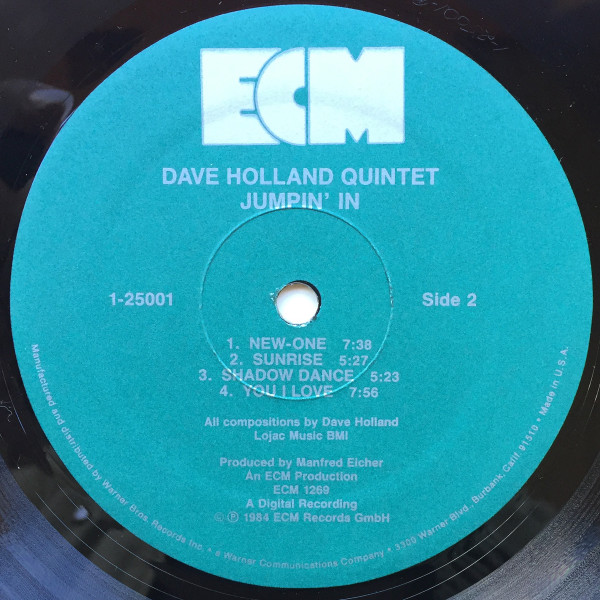 ECM
DAVE HOLLAND QUINTET
JUMPIN' IN
1-25001
Side 2
1. NEW-ONE 7:38
2. SUNRISE 5:27
3. SHADOW DANCE 5:23
4. YOU I LOVE 7:56
All compositions by Dave Holland
Lojac Music BMI
Produced by Manfred Eicher
An ECM Production
ECM 1269
A Digital Recording
© ℗ 1984 ECM Records GmbH
Manufactured and distributed by Warner Bros. Records Inc. • a Warner Communications Company • 3300 Warner Blvd., Burbank, Calif. 91510 • Made in U.S.A.